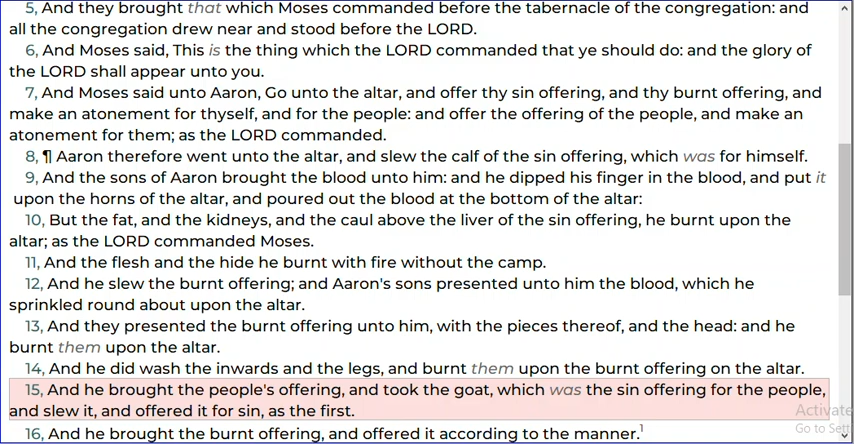 5, And they brought that which Moses commanded before the tabernacle of the congregation: and
all the congregation drew near and stood before the LORD.
6, And Moses said, This is the thing which the LORD commanded that ye should do: and the glory of
the LORD shall appear unto you.
7, And Moses said unto Aaron, Go unto the altar, and offer thy sin offering, and thy burnt offering, and
make an atonement for thyself, and for the people: and offer the offering of the people, and make an
atonement for them; as the LORD commanded.
8, ¶ Aaron therefore went unto the altar, and slew the calf of the sin offering, which was for himself.
9, And the sons of Aaron brought the blood unto him: and he dipped his finger in the blood, and put it
upon the horns of the altar, and poured out the blood at the bottom of the altar:
10, But the fat, and the kidneys, and the caul above the liver of the sin offering, he burnt upon the
altar; as the LORD commanded Moses.
11, And the flesh and the hide he burnt with fire without the camp.
12, And he slew the burnt offering; and Aaron's sons presented unto him the blood, which he
sprinkled round about upon the altar.
13, And they presented the burnt offering unto him, with the pieces thereof, and the head: and he
burnt them upon the altar.
14, And he did wash the inwards and the legs, and burnt them upon the burnt offering on the altar.
15, And he brought the people's offering, and took the goat, which was the sin offering for the people,
and slew it, and offered it for sin, as the first.
16, And he brought the burnt offering, and offered it according to the manner.¹
Activate
Go to Sett